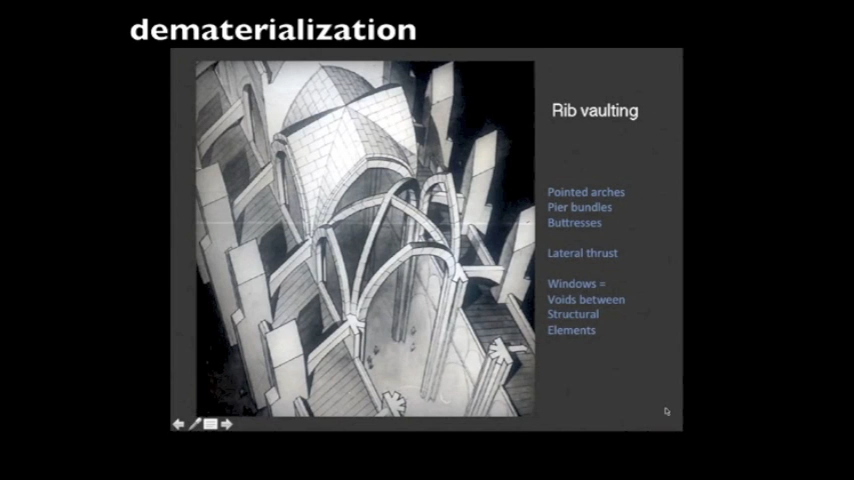 dematerialization
Rib vaulting
Pointed arches
Pier bundles
Buttresses
Lateral thrust
Windows =
Voids between
Structural
Elements